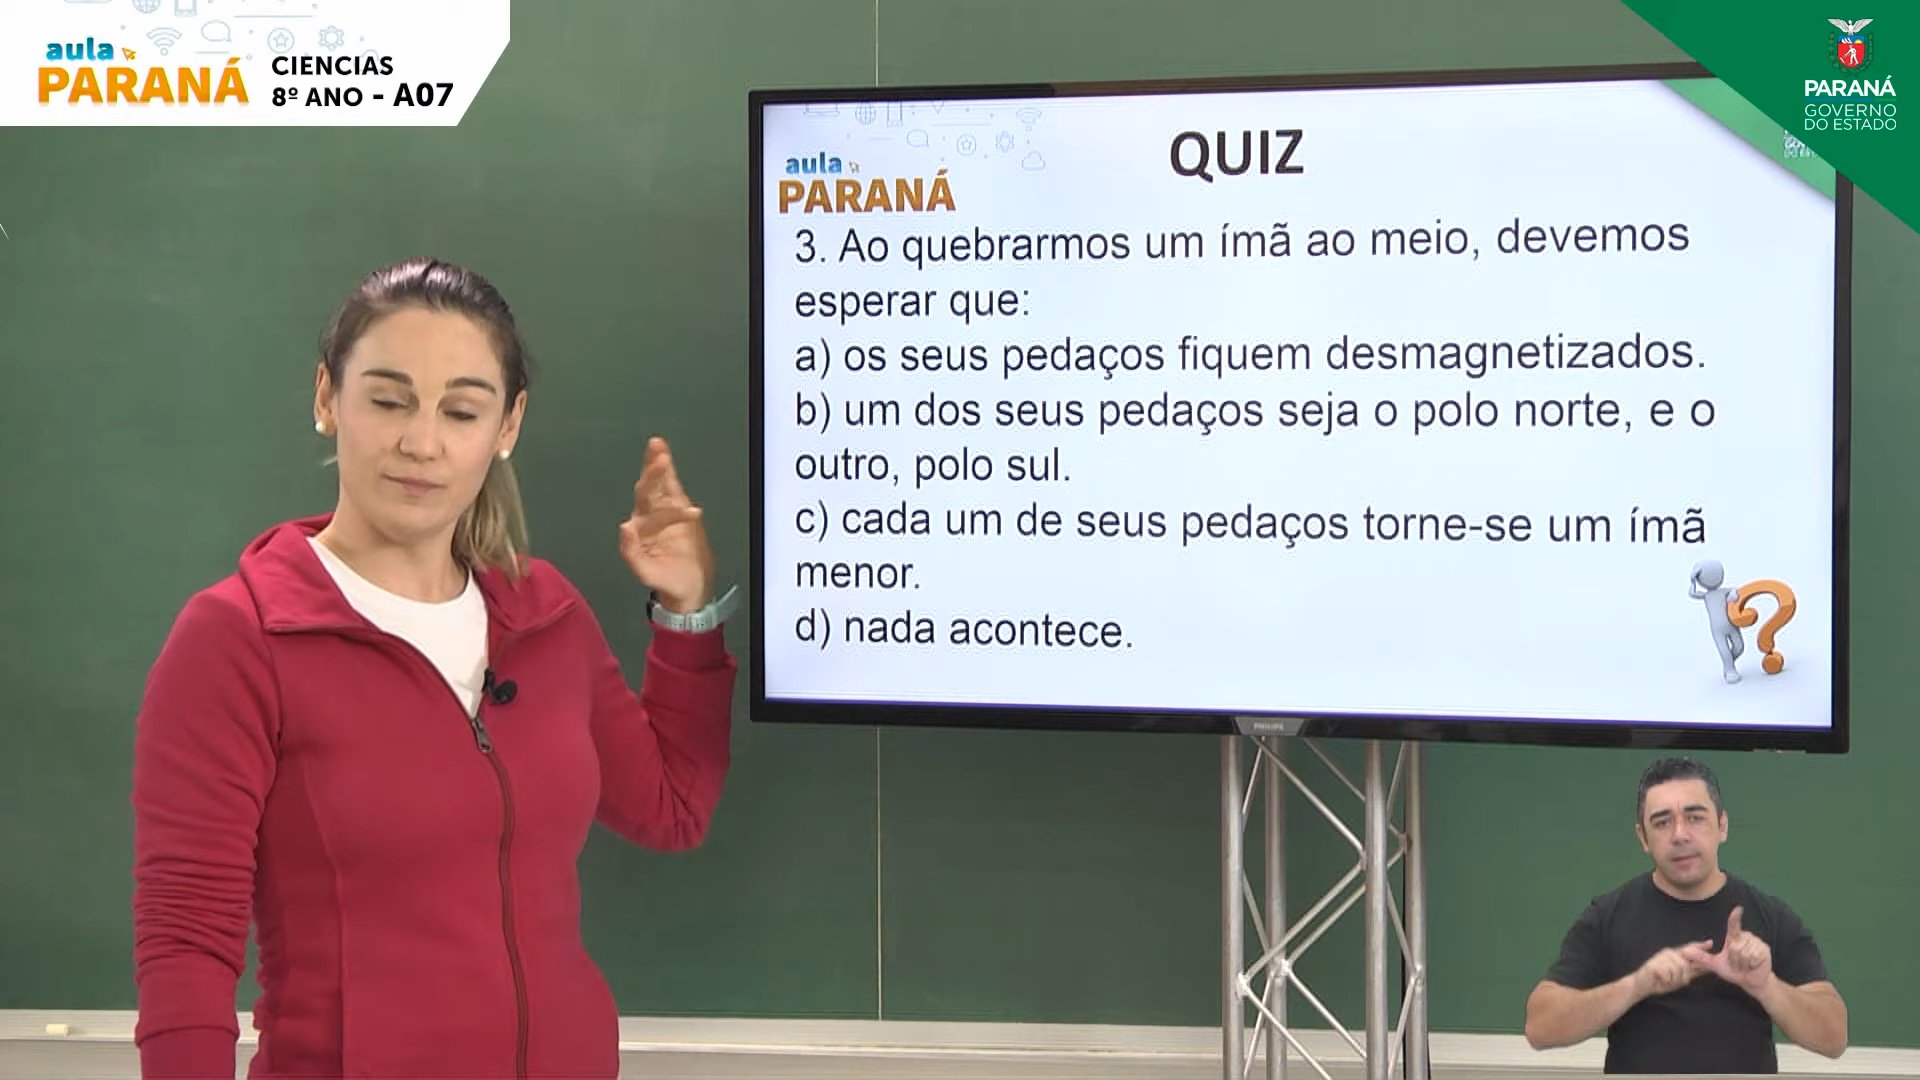 aula
PARANÁ
CIENCIAS
8º ANO - A07
PARANÁ
GOVERNO
DO ESTADO
aula
PARANÁ
QUIZ
3. Ao quebrarmos um ímã ao meio, devemos
esperar que:
a) os seus pedaços fiquem desmagnetizados.
b) um dos seus pedaços seja o polo norte, e o
outro, polo sul.
c) cada um de seus pedaços torne-se um ímã
menor.
d) nada acontece.
PHILIPS